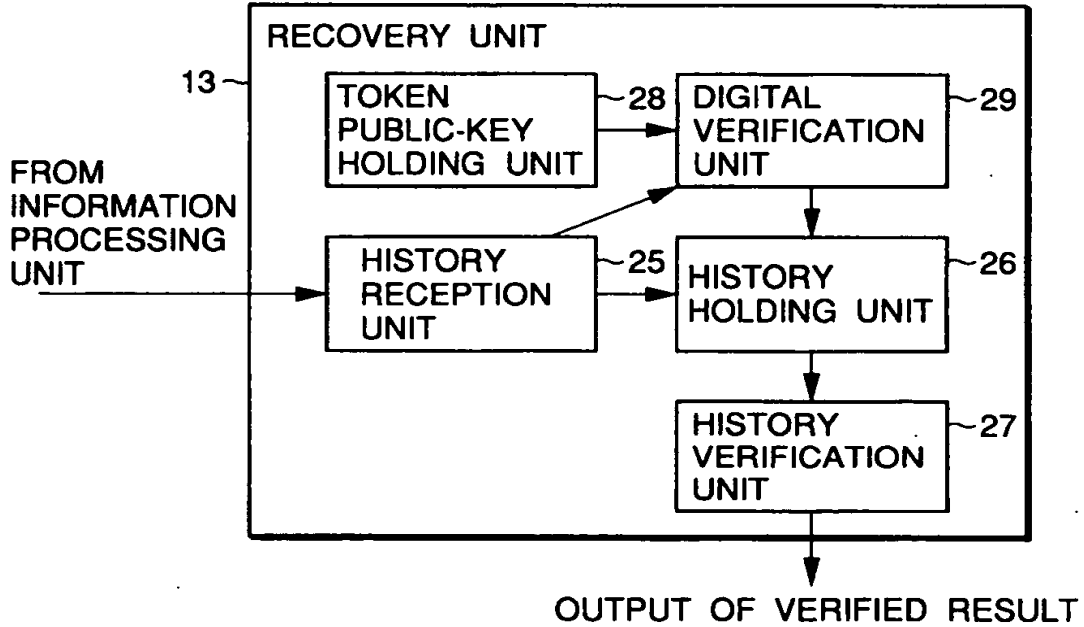 RECOVERY UNIT
13
TOKEN
PUBLIC-KEY
HOLDING UNIT
28
DIGITAL
VERIFICATION
UNIT
29
FROM
INFORMATION
PROCESSING
UNIT
HISTORY
RECEPTION
UNIT
25
HISTORY
HOLDING UNIT
26
HISTORY
VERIFICATION
UNIT
27
OUTPUT OF VERIFIED RESULT